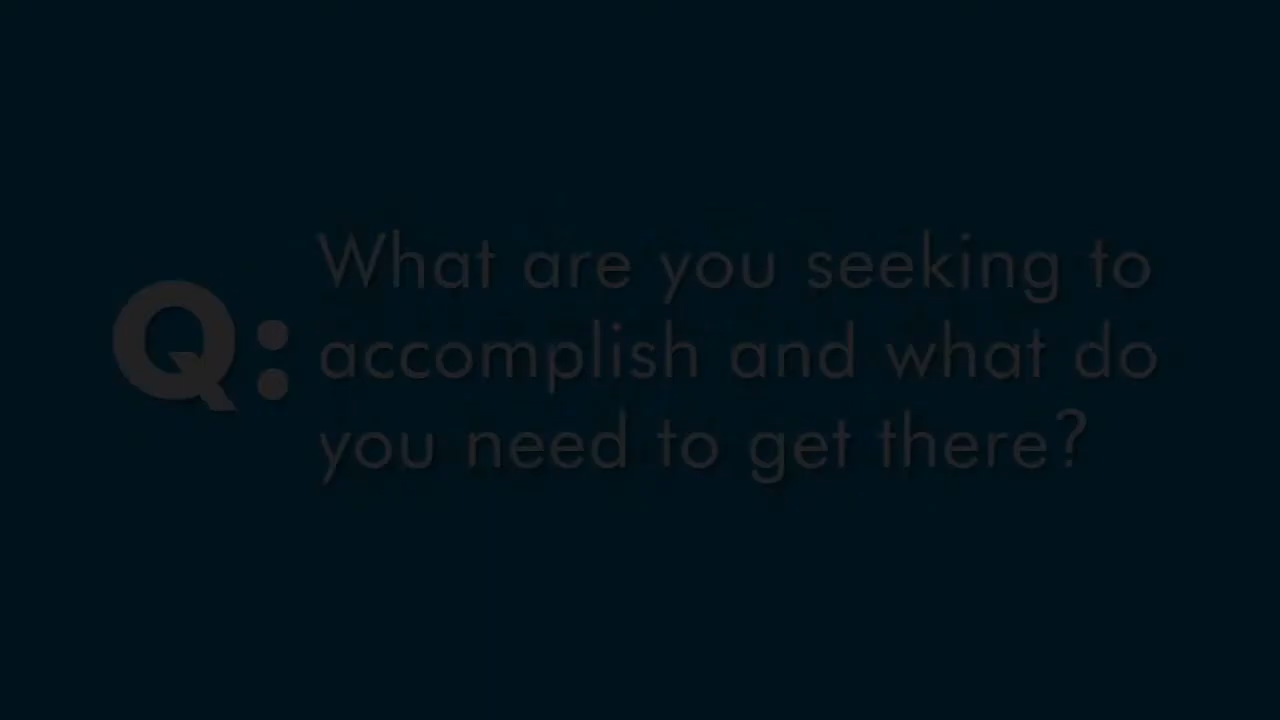 Q: What are you seeking to
accomplish and what do
you need to get there?